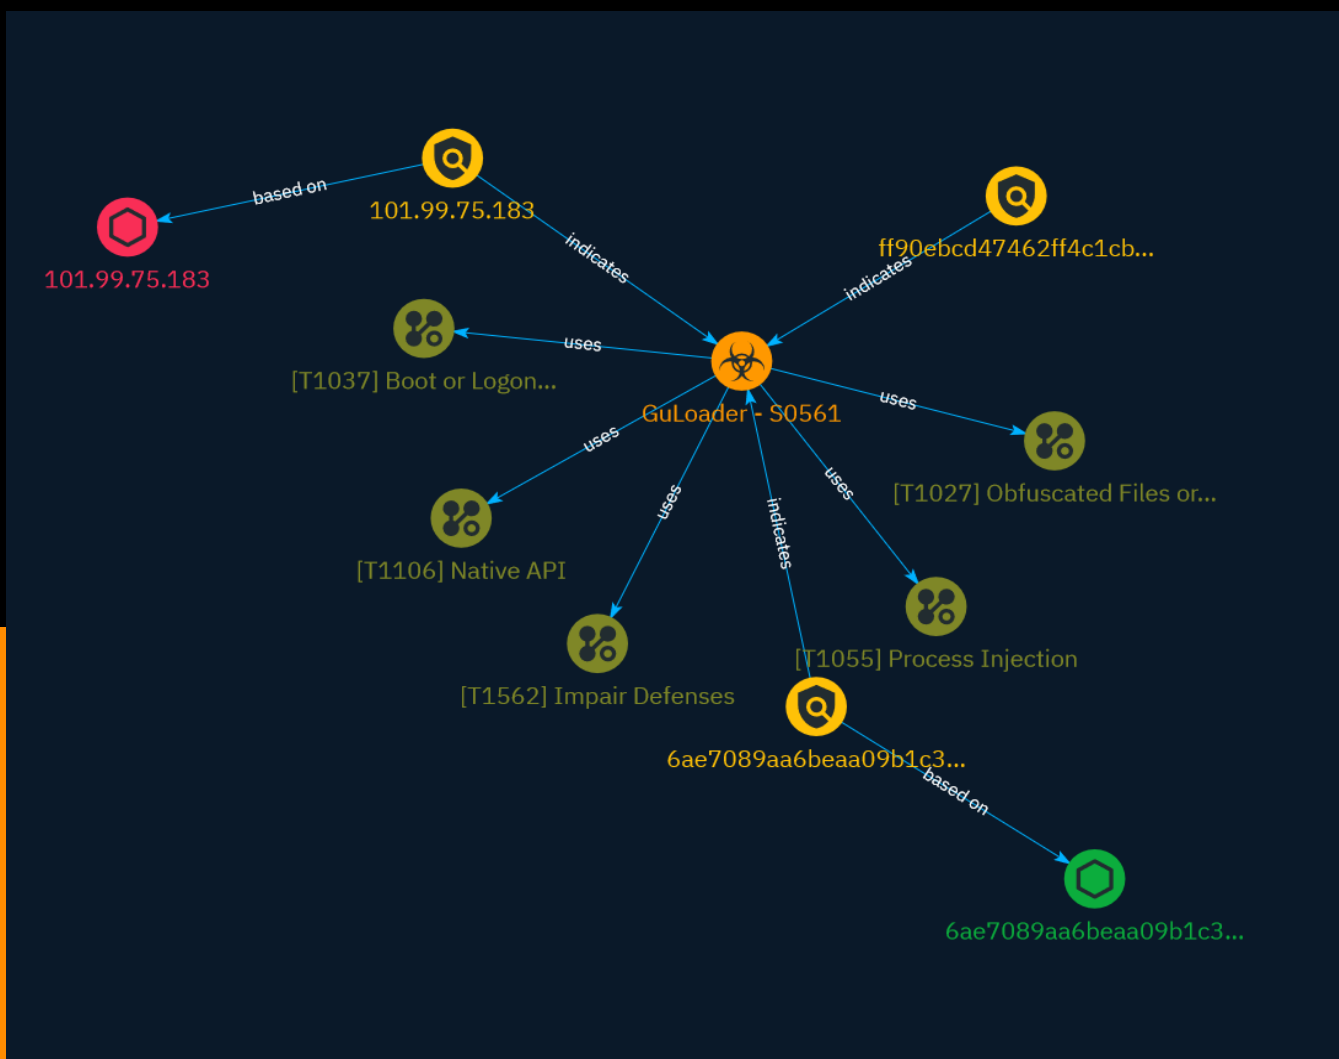 based on
101.99.75.183
101.99.75.183
indicates
ff90ebcd47462ff4c1cb...
indicates
[T1037] Boot or Logon...
uses
GuLoader - S0561
uses
uses
[T1027] Obfuscated Files or...
[T1106] Native API
uses
indicates
uses
[T1562] Impair Defenses
[T1055] Process Injection
6ae7089aa6beaa09b1c3...
based on
6ae7089aa6beaa09b1c3...